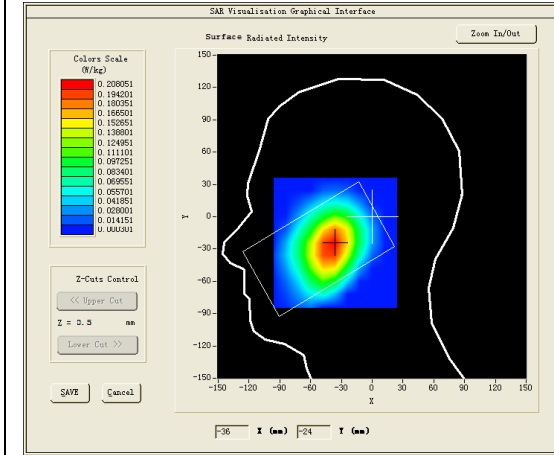 SAR Visualisation Graphical Interface
Surface Radiated Intensity
Zoom In/Out
Colors Scale
(W/kg)
0.208051
0.194201
0.180351
0.166501
0.152651
0.138801
0.124951
0.111101
0.097251
0.083401
0.069551
0.055701
0.041851
0.028001
0.014151
0.000301
Z-Cuts Control
<< Upper Cut
Z = 0.5 mm
Lower Cut >>
SAVE
Cancel
150
120
90
60
30
Y
0
-30
-60
-90
-120
-150
-150 -120 -90 -60 -30 0 30 60 90 120 150
X
-36 X (mm) -24 Y (mm)